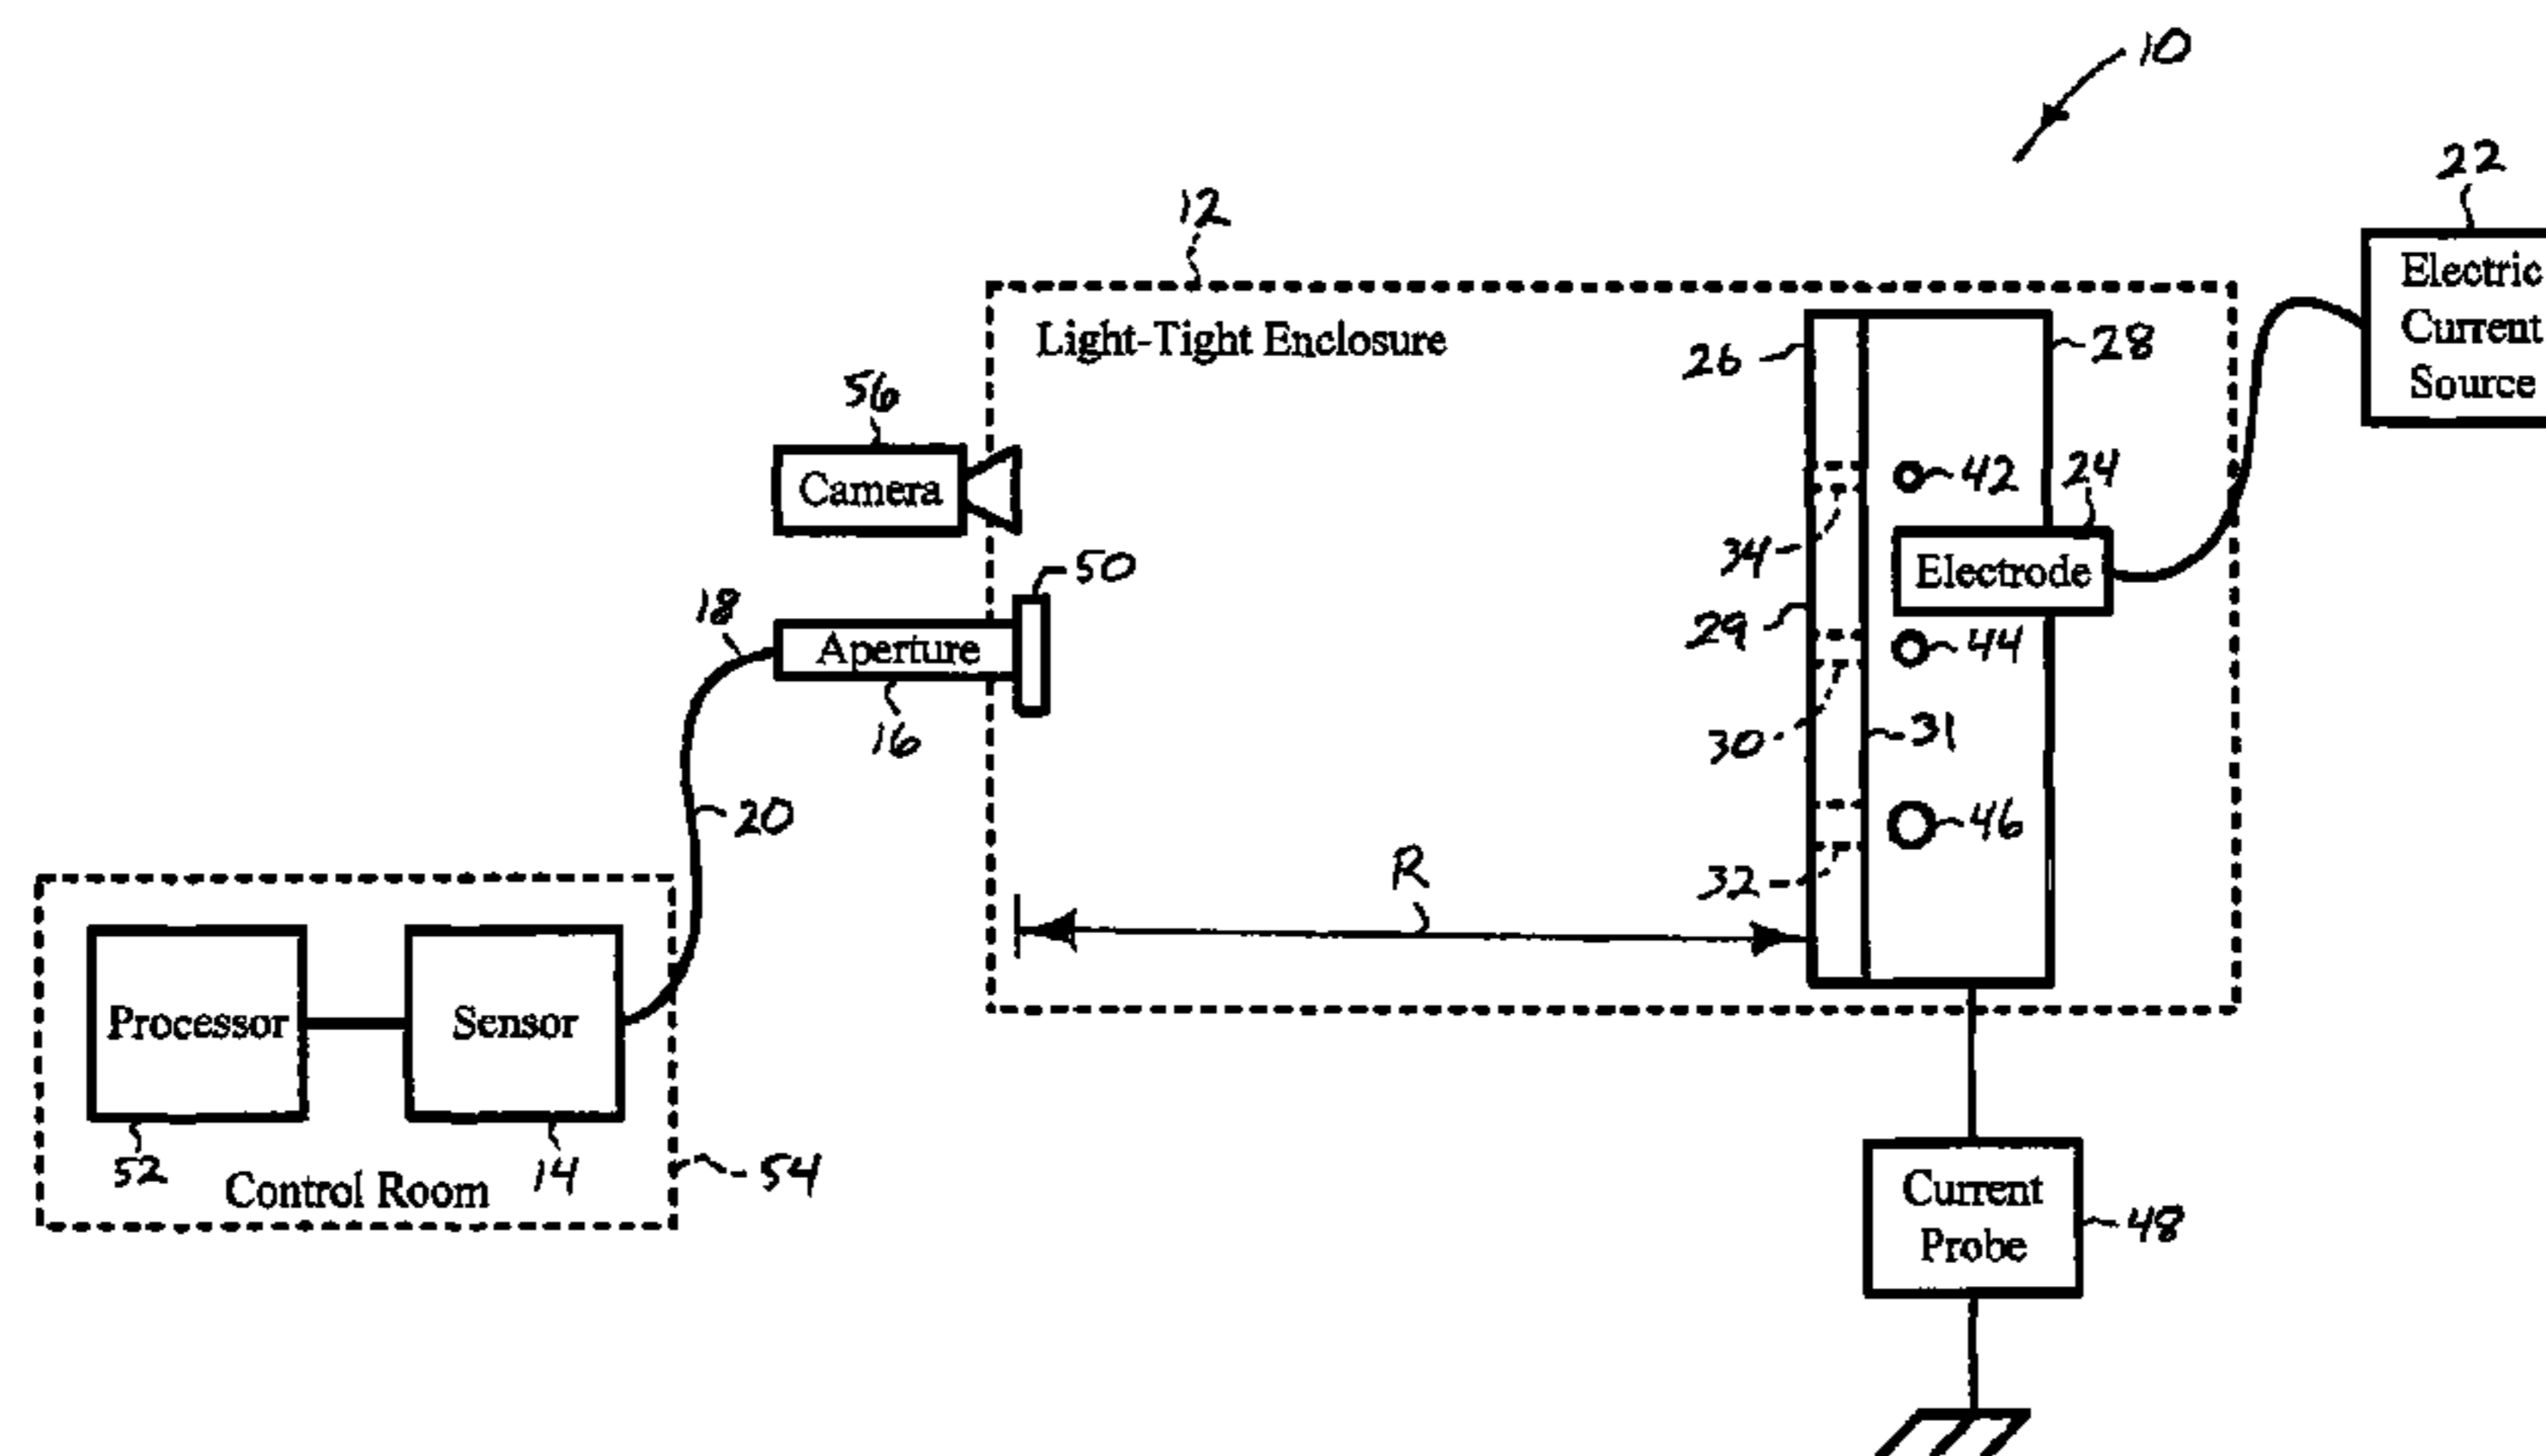 10
22
12
Electric
Current
Source
Light-Tight Enclosure
26
28
56
Camera
42
24
34
Electrode
50
18
Aperture
29
44
16
30
31
20
46
R
32
Processor
Sensor
52
14
54
Control Room
Current
Probe
48